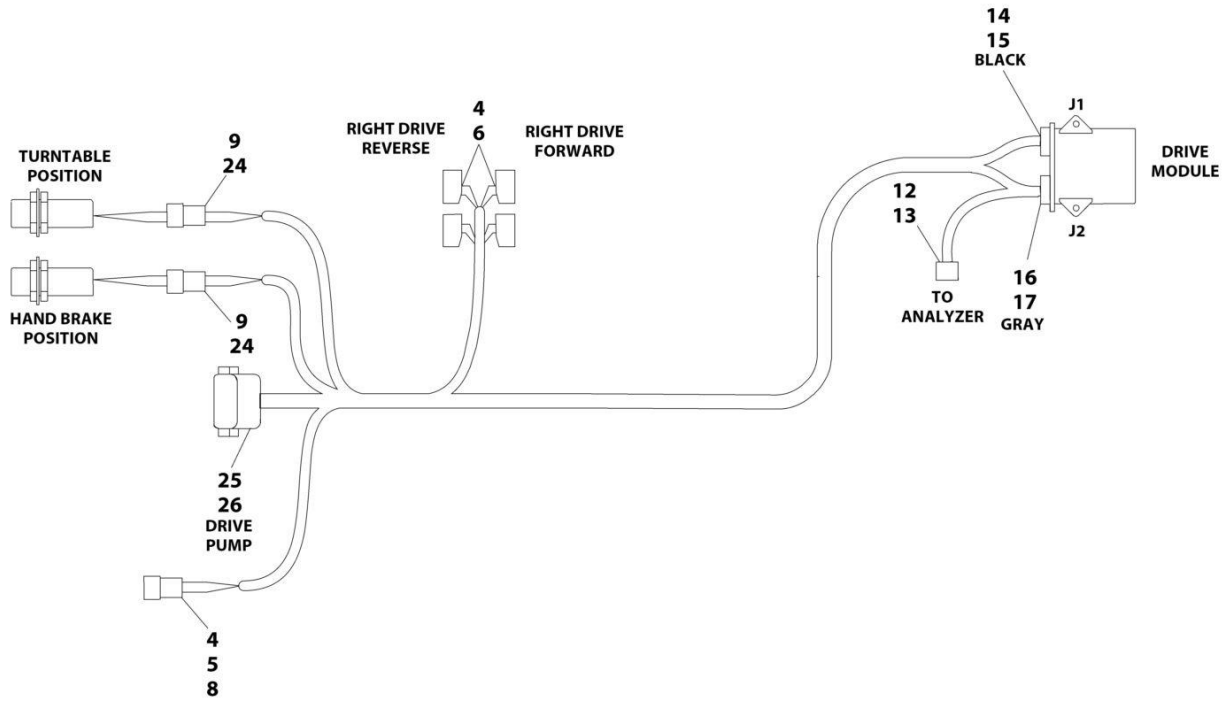 14
15
BLACK
J1
DRIVE
MODULE
J2
16
17
GRAY
12
13
TO
ANALYZER
4
6
RIGHT DRIVE
REVERSE
RIGHT DRIVE
FORWARD
9
24
TURNTABLE
POSITION
HAND BRAKE
POSITION
9
24
25
26
DRIVE
PUMP
4
5
8